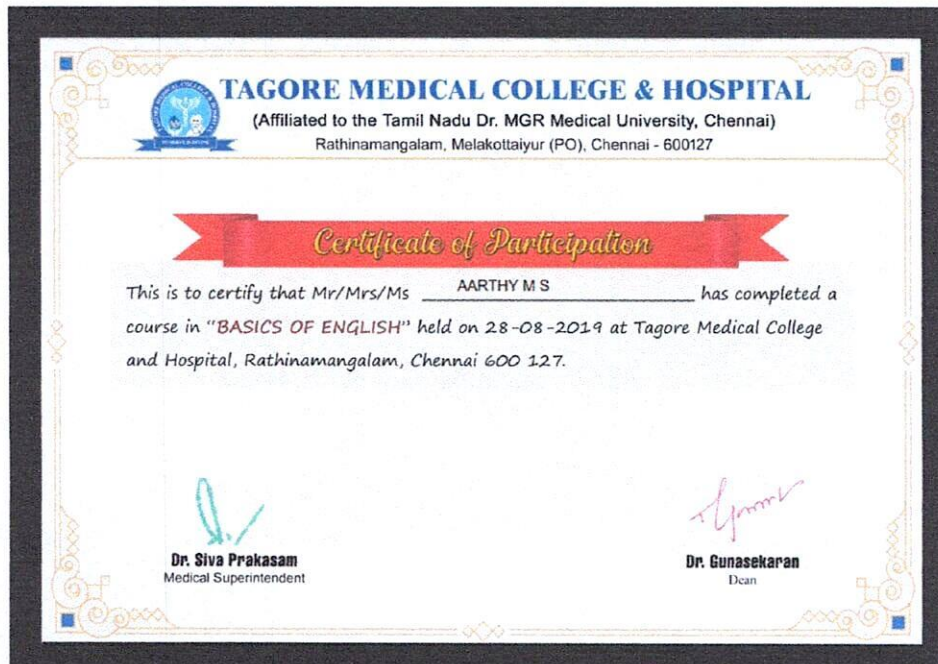 TAGORE MEDICAL COLLEGE & HOSPITAL
(Affiliated to the Tamil Nadu Dr. MGR Medical University, Chennai)
Rathinamangalam, Melakottaiyur (PO), Chennai - 600127
Certificate of Participation
This is to certify that Mr/Mrs/Ms AARTHY M S has completed a
course in "BASICS OF ENGLISH" held on 28-08-2019 at Tagore Medical College
and Hospital, Rathinamangalam, Chennai 600 127.
Dr. Siva Prakasam
Medical Superintendent
Dr. Gunasekaran
Dean